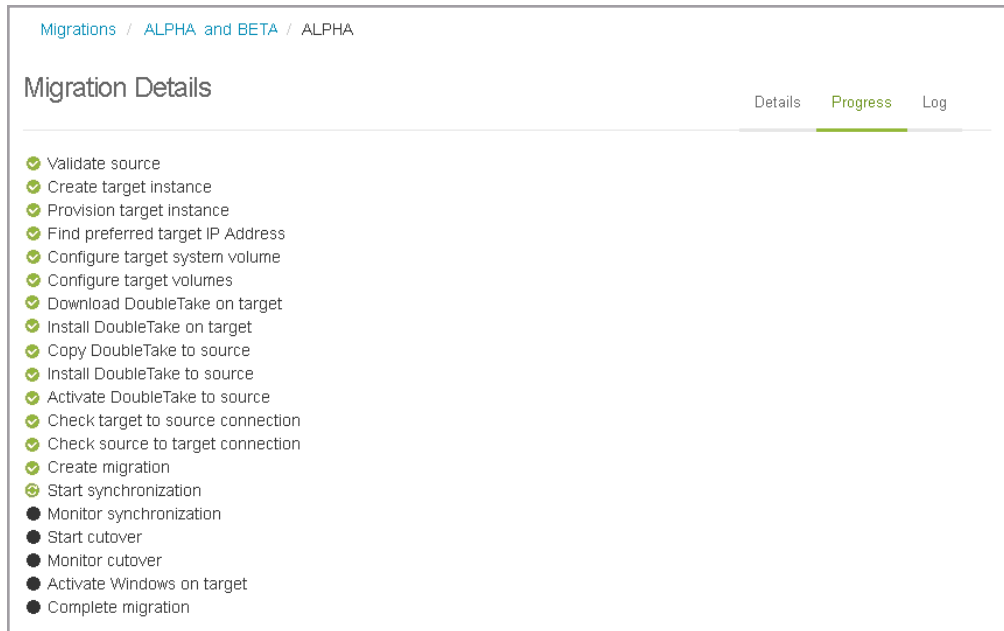 Migrations / ALPHA and BETA / ALPHA
Migration Details
Details Progress Log
Validate source
Create target instance
Provision target instance
Find preferred target IP Address
Configure target system volume
Configure target volumes
Download DoubleTake on target
Install DoubleTake on target
Copy DoubleTake to source
Install DoubleTake to source
Activate DoubleTake to source
Check target to source connection
Check source to target connection
Create migration
Start synchronization
Monitor synchronization
Start cutover
Monitor cutover
Activate Windows on target
Complete migration